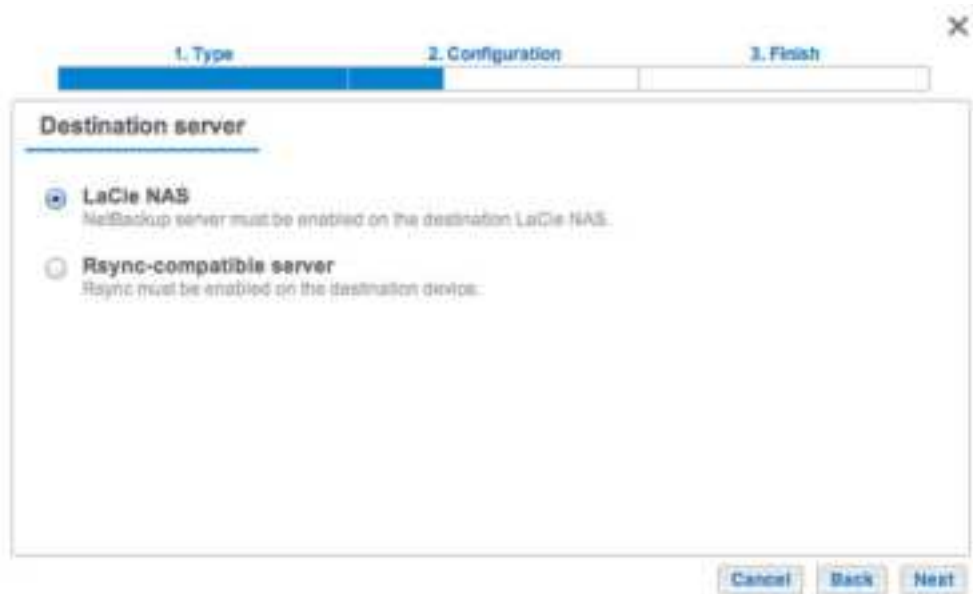 1. Type
2. Configuration
3. Finish
Destination server
LaCie NAS
NetBackup server must be enabled on the destination LaCie NAS.
Rsync-compatible server
Rsync must be enabled on the destination device.
Cancel
Back
Next